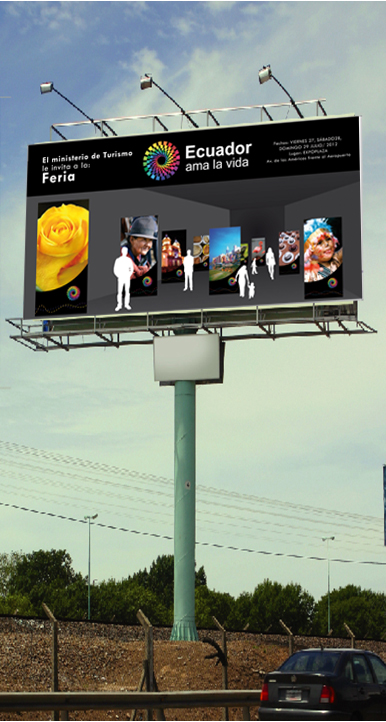 El ministerio de Turismo
le invita a la:
Feria
Ecuador
ama la vida
Fechas: VIERNES 27, SABADO 28,
DOMINGO 29 JULIO/ 2012
Lugar: EXPOPLAZA
Av. de las Américas frente al Aeropuerto